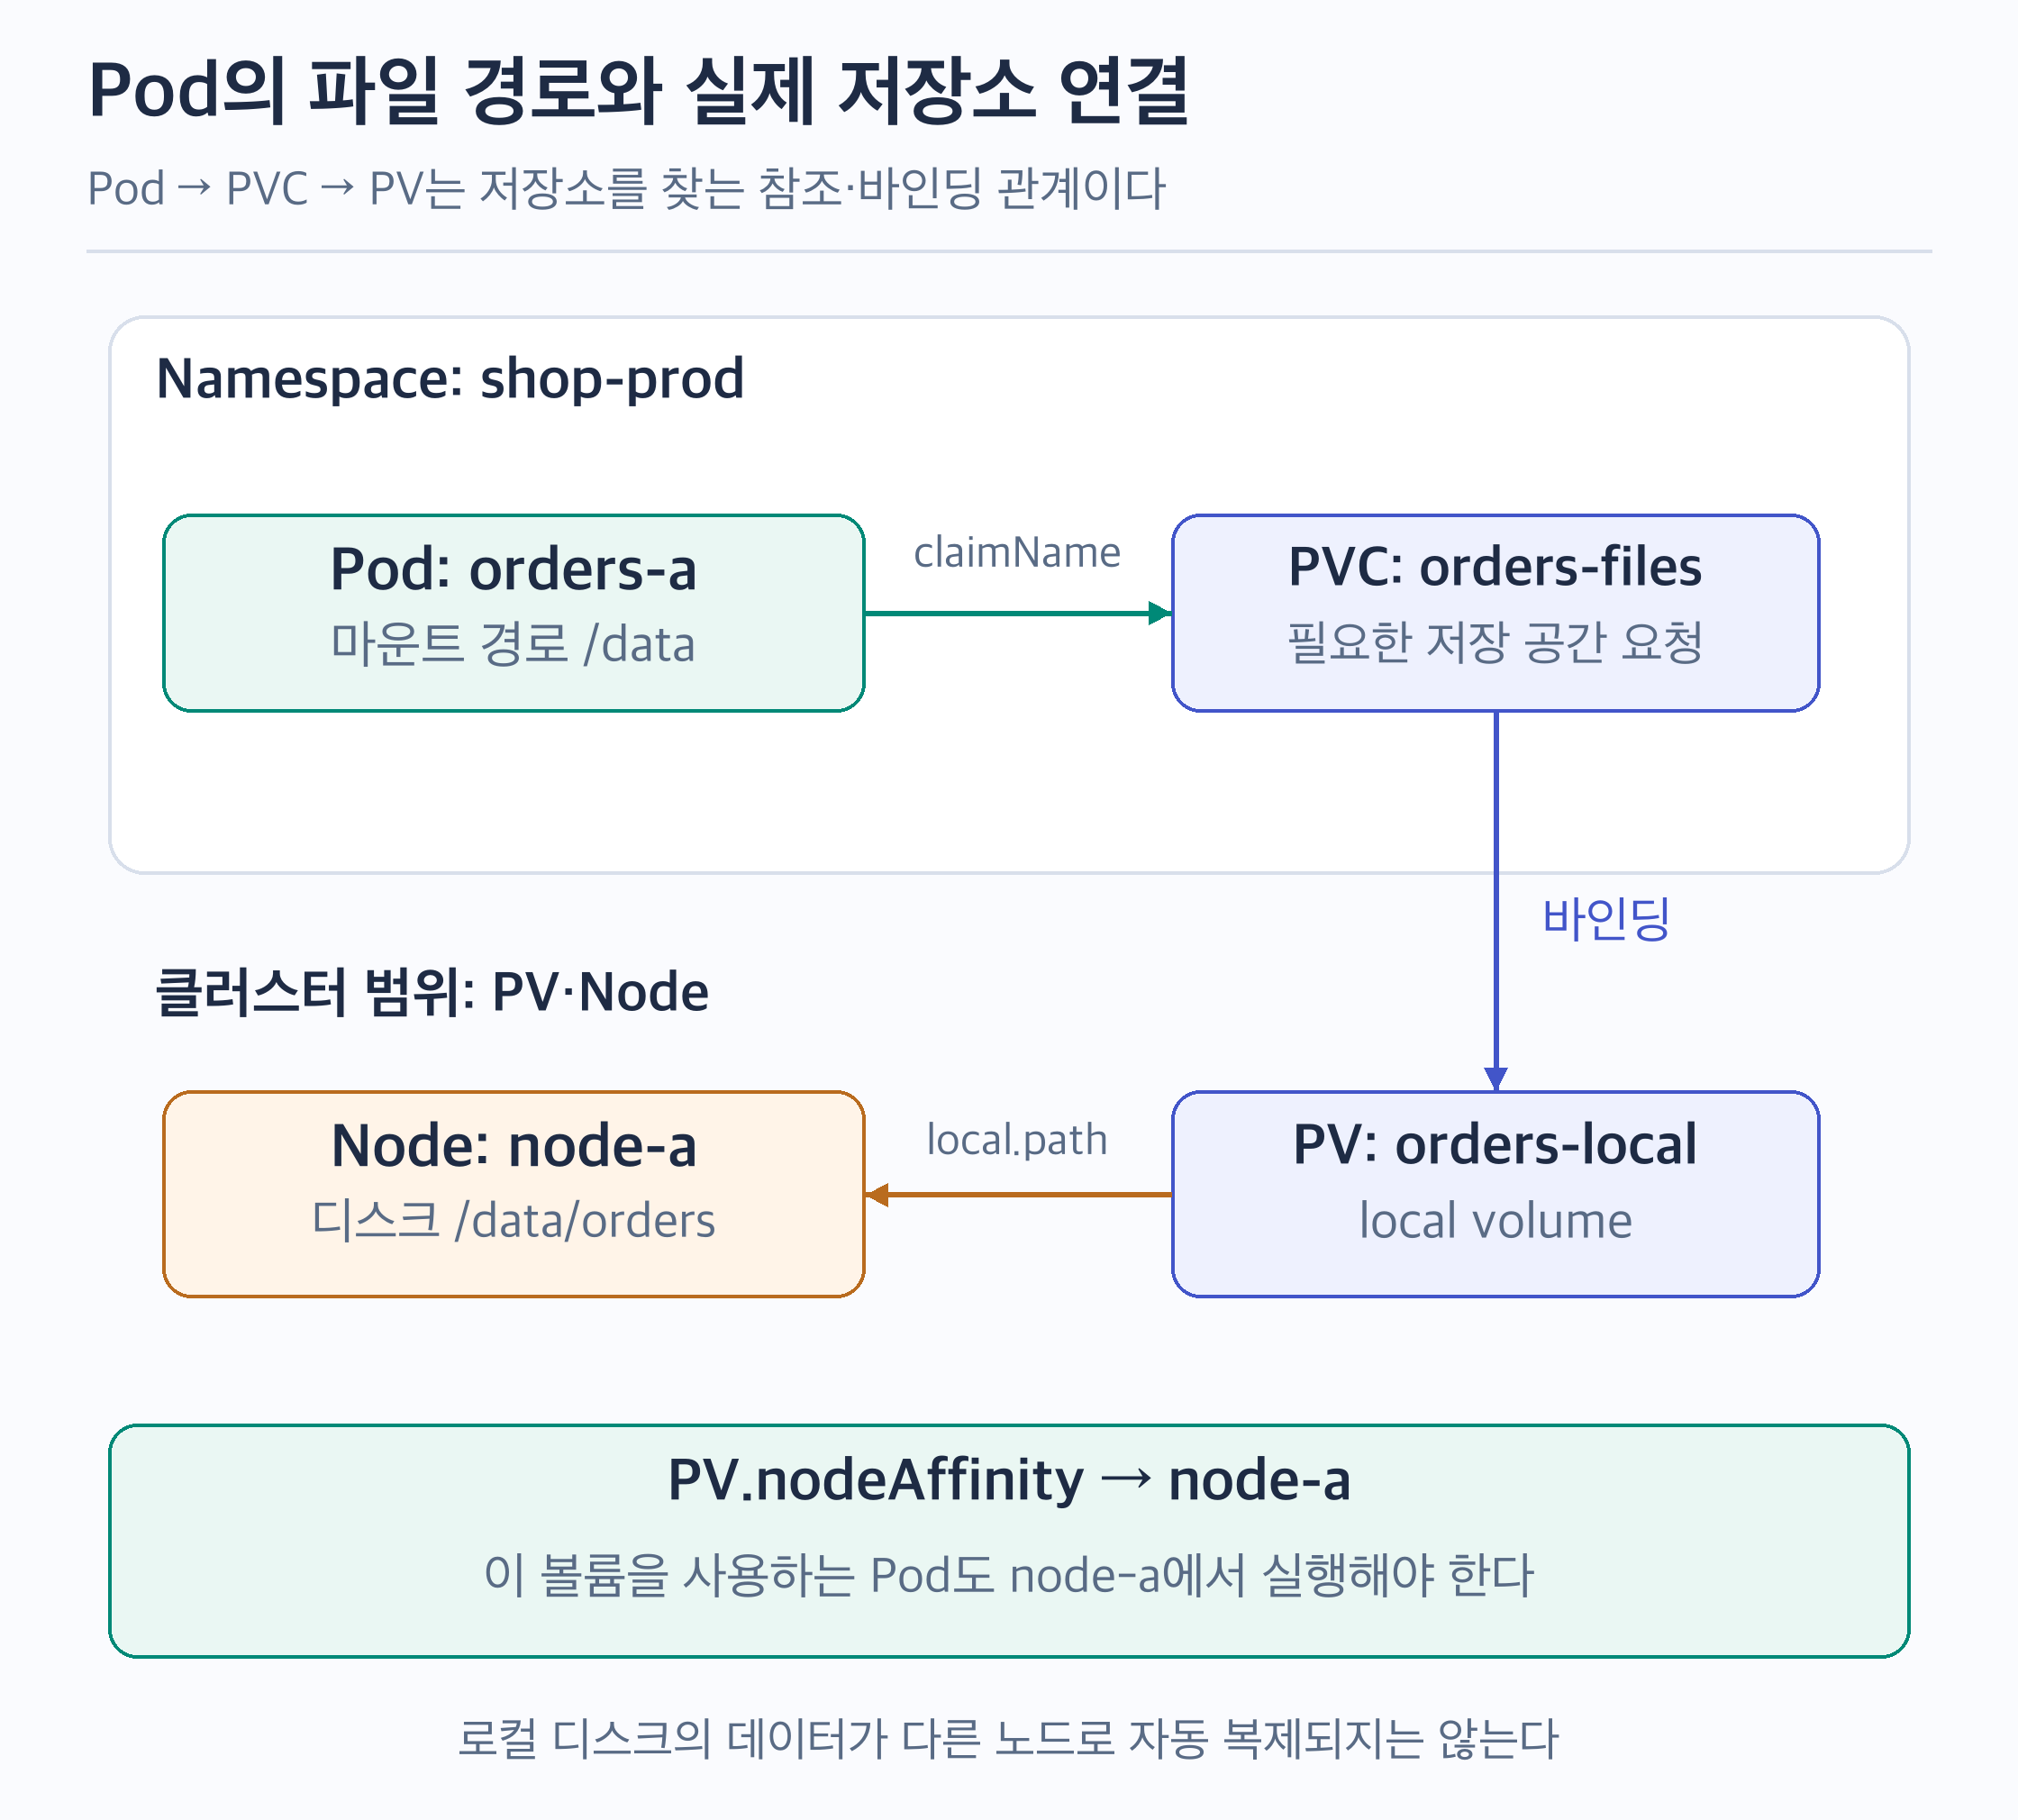 Pod의 파일 경로와 실제 저장소 연결
Pod → PVC → PV는 저장소를 찾는 참조·바인딩 관계이다
Namespace: shop-prod
Pod: orders-a
마운트 경로 /data
claimName
PVC: orders-files
필요한 저장 공간 요청
바인딩
클러스터 범위: PV·Node
Node: node-a
디스크 /data/orders
local.path
PV: orders-local
local volume
PV.nodeAffinity → node-a
이 볼륨을 사용하는 Pod도 node-a에서 실행해야 한다
로컬 디스크의 데이터가 다른 노드로 자동 복제되지는 않는다